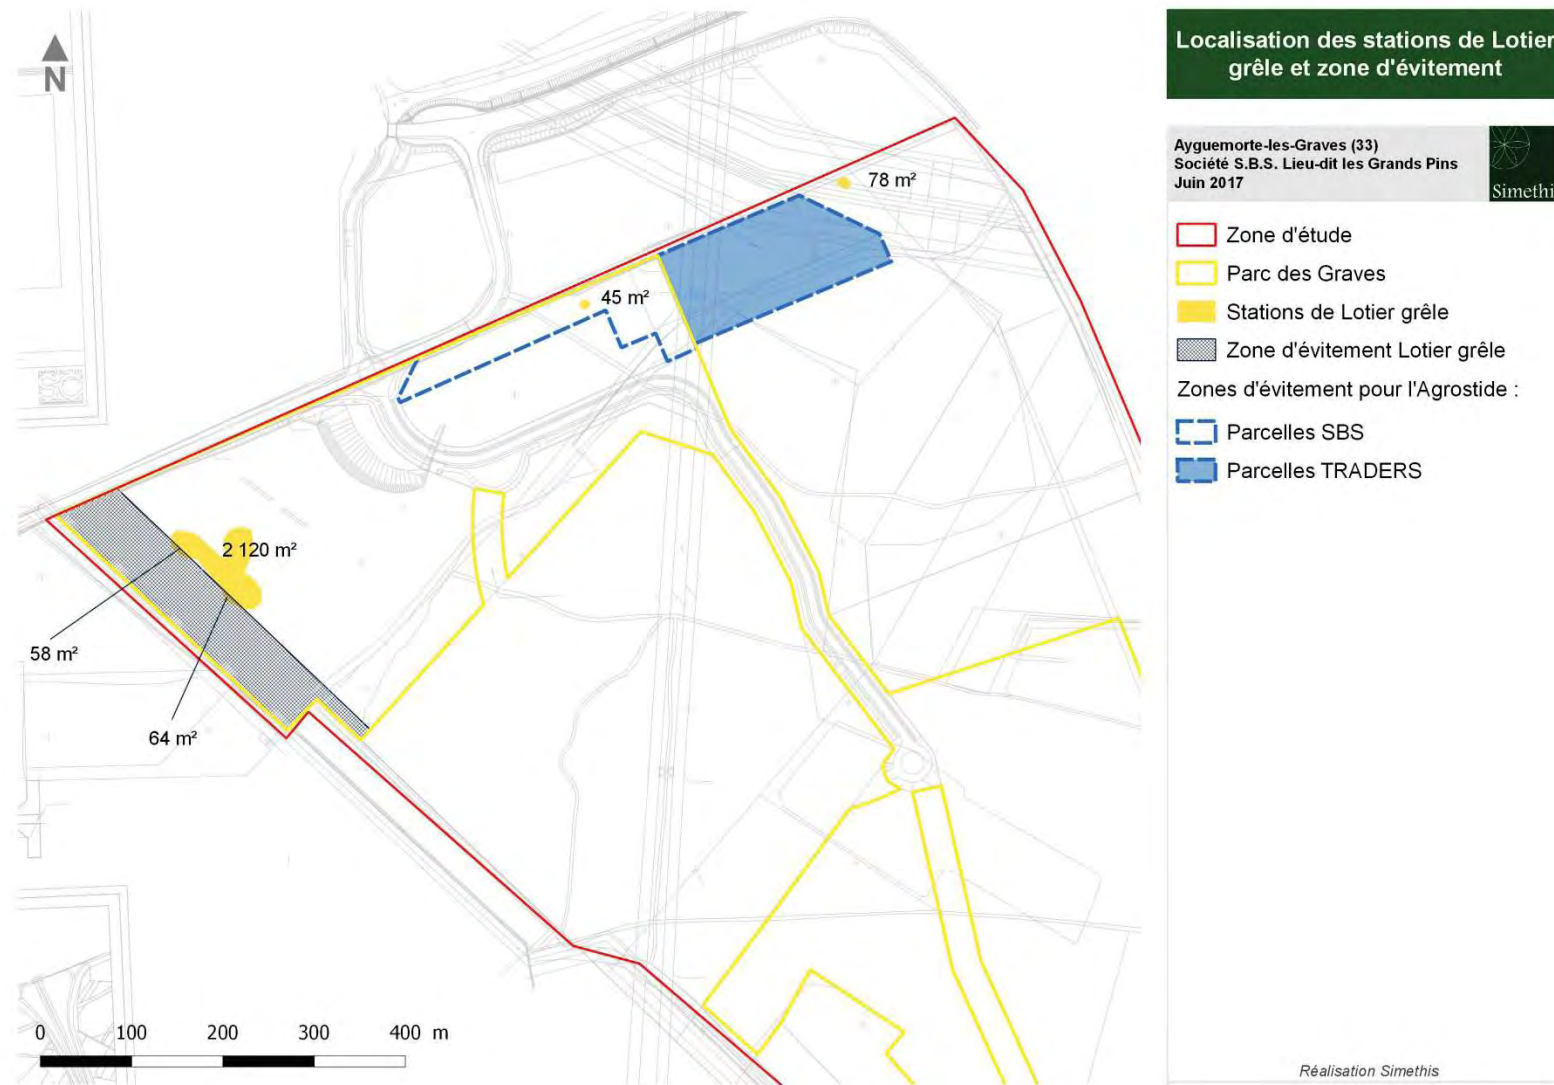 N
78 m²
45 m²
2 120 m²
58 m²
64 m²
0 100 200 300 400 m
Localisation des stations de Lotier
grêle et zone d'évitement
Ayguemorte-les-Graves (33)
Société S.B.S. Lieu-dit les Grands Pins
Juin 2017
Simethi
Zone d'étude
Parc des Graves
Stations de Lotier grêle
Zone d'évitement Lotier grêle
Zones d'évitement pour l'Agrostide :
Parcelles SBS
Parcelles TRADERS
Réalisation Simethis